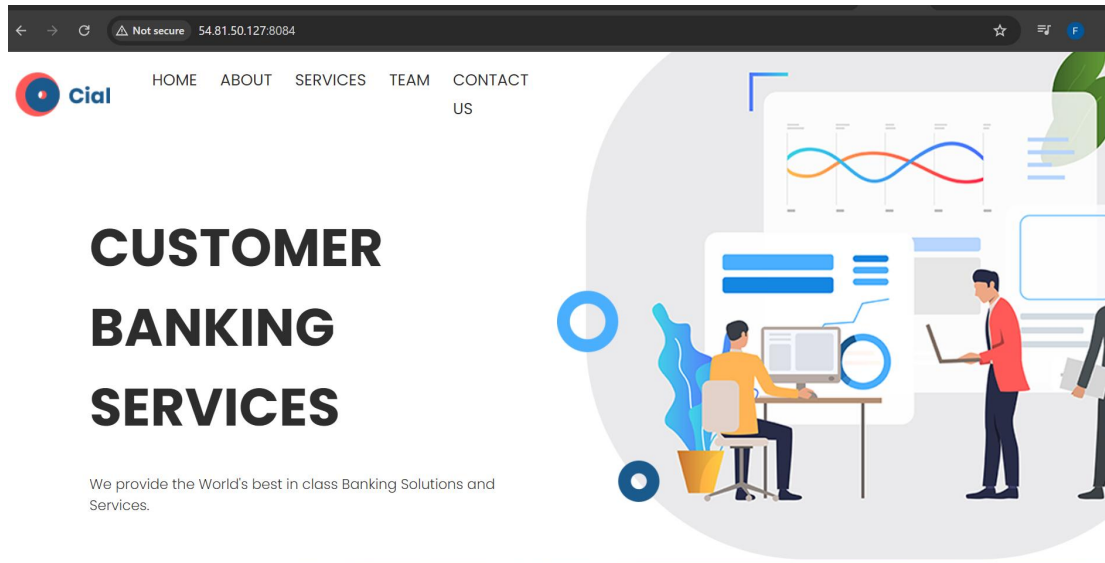 Not secure 54.81.50.127:8084
F
Cial HOME ABOUT SERVICES TEAM CONTACT
US
CUSTOMER
BANKING
SERVICES
We provide the World's best in class Banking Solutions and
Services.